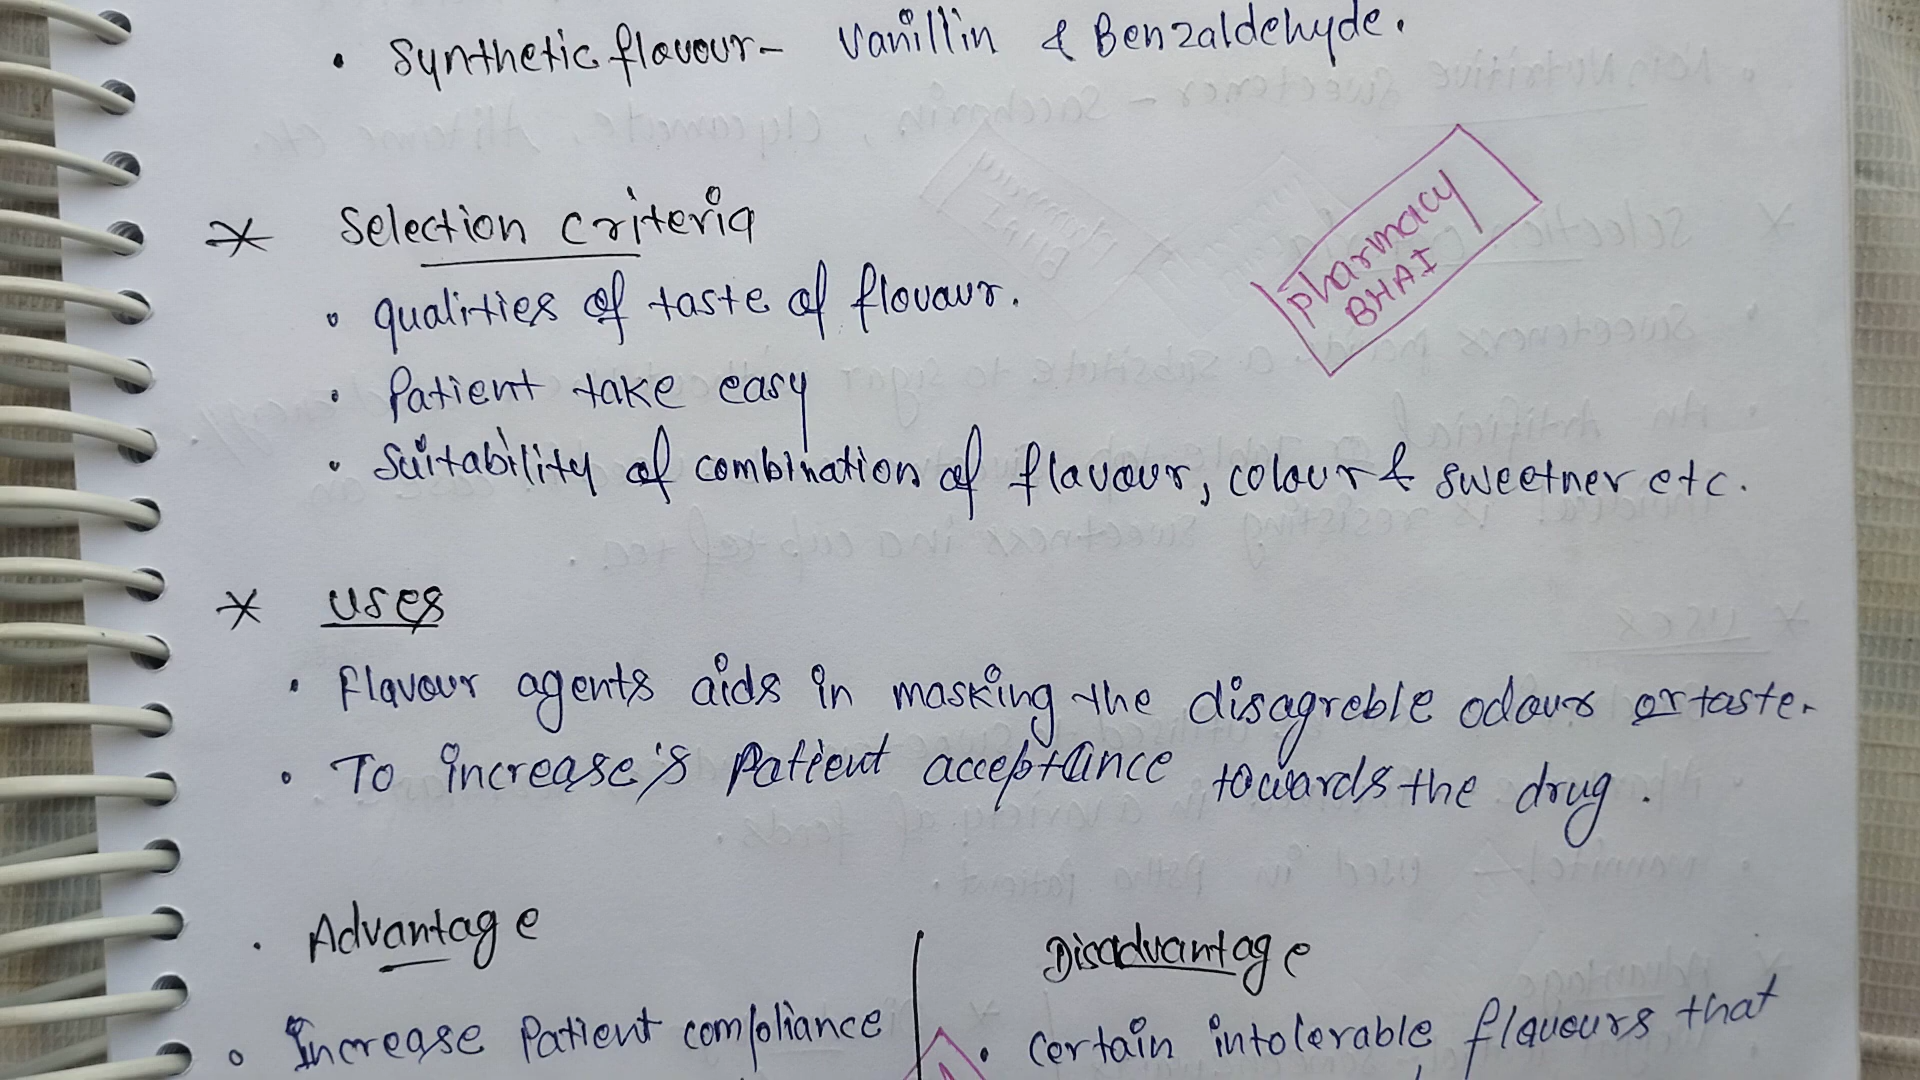 • Synthetic flavour- Vanillin & Benzaldehyde.
* Selection criteria
• qualities of taste of flovaur.
• Patient take easy
• Suitability of combination of flavour, colour & sweetner etc.
pharmacy
BHAI
* uses
• Flavour agents aids in masking the disagreble odours or taste.
• To increase's Patient acceptance towards the drug.
• Advantage
Disadvantage
• Increase Patient compliance
• Certain intolerable flavours that